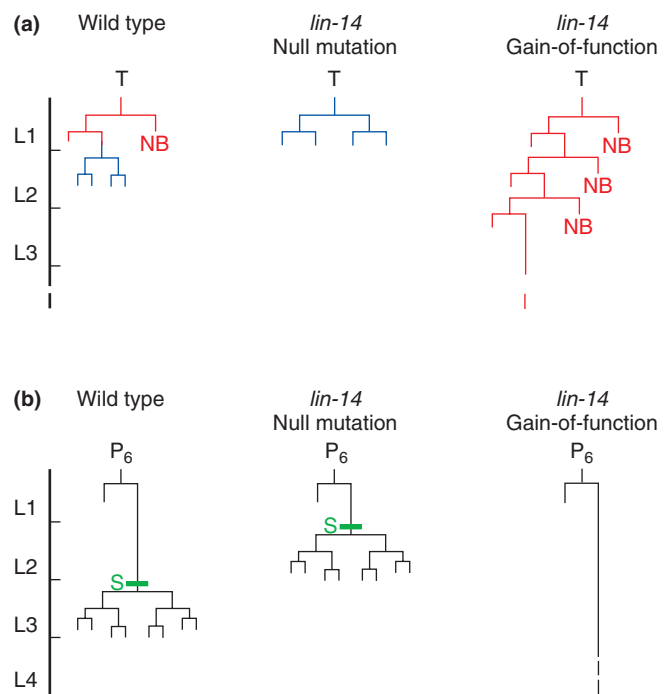 (a)
Wild type
lin-14
Null mutation
lin-14
Gain-of-function
T
T
T
L1
L2
L3
NB
NB
NB
NB
(b)
Wild type
lin-14
Null mutation
lin-14
Gain-of-function
P6
P6
P6
L1
L2
L3
L4
S
S